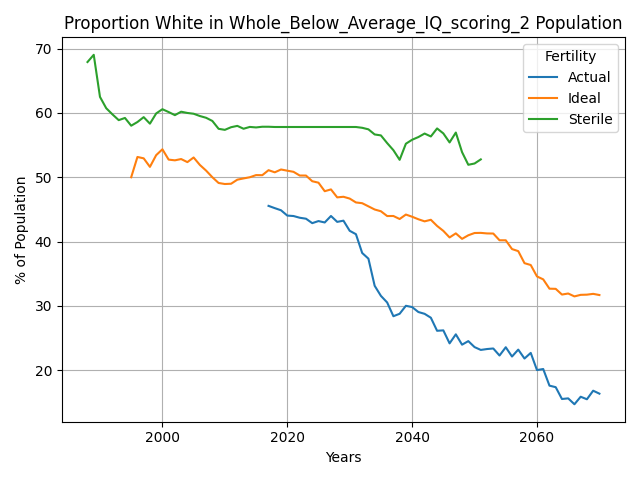 Proportion White in Whole_Below_Average_IQ_scoring_2 Population
Fertility
Actual
Ideal
Sterile
% of Population
70
60
50
40
30
20
2000
2020
2040
2060
Years